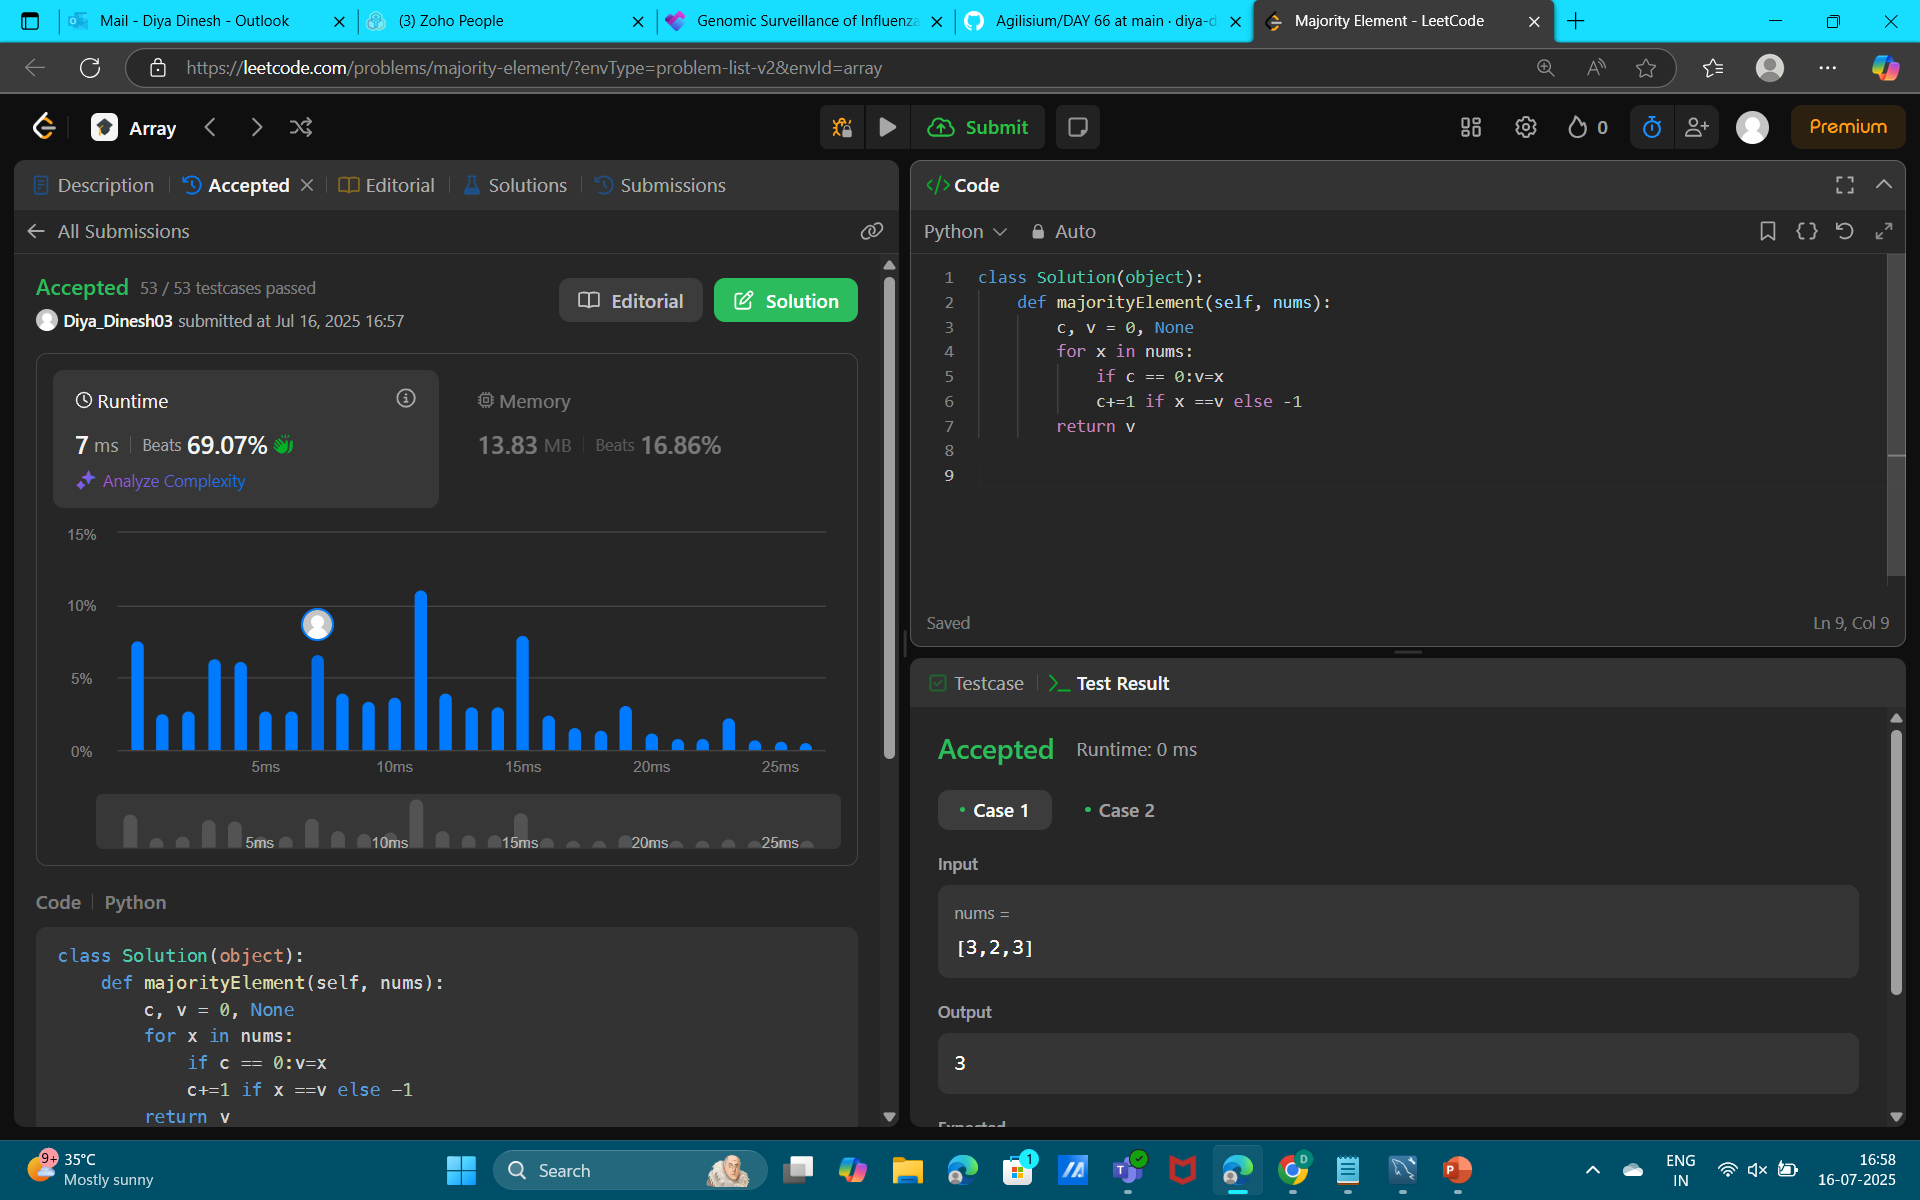 Mail - Diya Dinesh - Outlook
(3) Zoho People
Genomic Surveillance of Influenza
Agilisium/DAY 66 at main · diya-d
Majority Element - LeetCode
https://leetcode.com/problems/majority-element/?envType=problem-list-v2&envId=array
Array
Submit
0
Premium
Description
Accepted
Editorial
Solutions
Submissions
All Submissions
Accepted 53 / 53 testcases passed
Diya_Dinesh03 submitted at Jul 16, 2025 16:57
Editorial
Solution
Runtime
7 ms Beats 69.07%
Analyze Complexity
Memory
13.83 MB Beats 16.86%
15%
10%
5%
0%
5ms 10ms 15ms 20ms 25ms
5ms 10ms 15ms 20ms 25ms
Code Python
class Solution(object):
    def majorityElement(self, nums):
        c, v = 0, None
        for x in nums:
            if c == 0:v=x
            c+=1 if x ==v else -1
        return v
</> Code
Python Auto
1 class Solution(object):
2     def majorityElement(self, nums):
3         c, v = 0, None
4         for x in nums:
5             if c == 0:v=x
6             c+=1 if x ==v else -1
7         return v
8
9
Saved
Ln 9, Col 9
Testcase
Test Result
Accepted Runtime: 0 ms
Case 1
Case 2
Input
nums =
[3,2,3]
Output
3
Expected
9+
35°C
Mostly sunny
Search
1
D
ENG
IN
16:58
16-07-2025